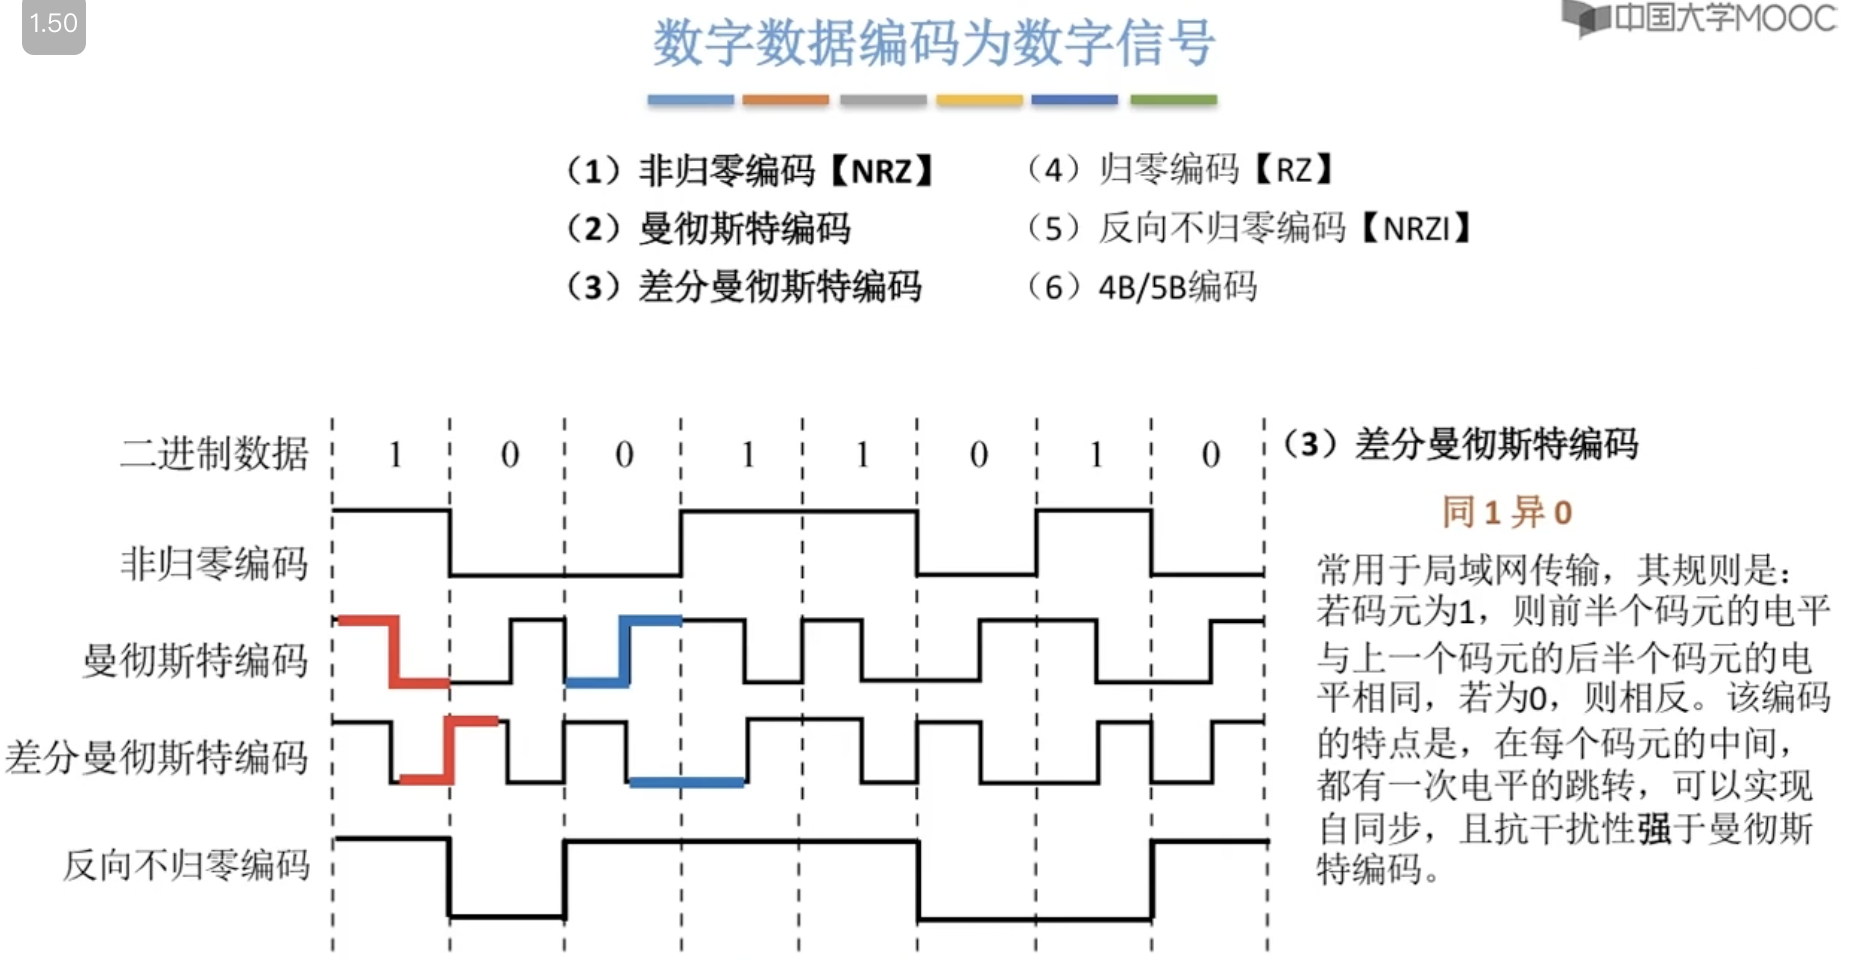 1.50
中国大学MOOC
数字数据编码为数字信号
（1）非归零编码【NRZ】
（4）归零编码【RZ】
（2）曼彻斯特编码
（5）反向不归零编码【NRZI】
（3）差分曼彻斯特编码
（6）4B/5B编码
二进制数据
1 0 0 1 1 0 1 0
非归零编码
曼彻斯特编码
差分曼彻斯特编码
反向不归零编码
（3）差分曼彻斯特编码
同 1 异 0
常用于局域网传输，其规则是：
若码元为1，则前半个码元的电平
与上一个码元的后半个码元的电
平相同，若为0，则相反。该编码
的特点是，在每个码元的中间，
都有一次电平的跳转，可以实现
自同步，且抗干扰性强于曼彻斯
特编码。